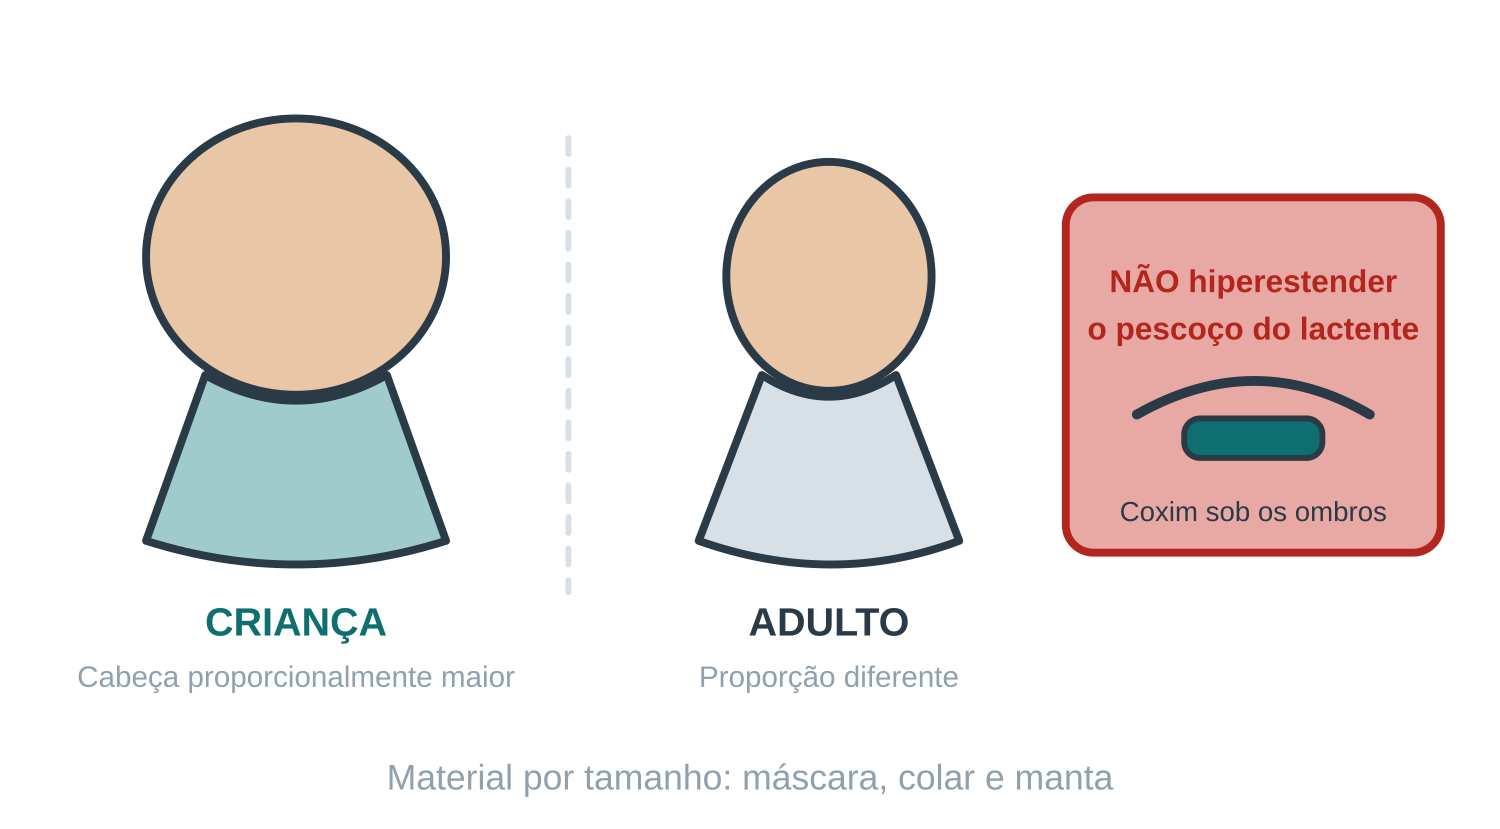 NÃO hiperestender
o pescoço do lactente
Coxim sob os ombros
CRIANÇA
ADULTO
Cabeça proporcionalmente maior
Proporção diferente
Material por tamanho: máscara, colar e manta